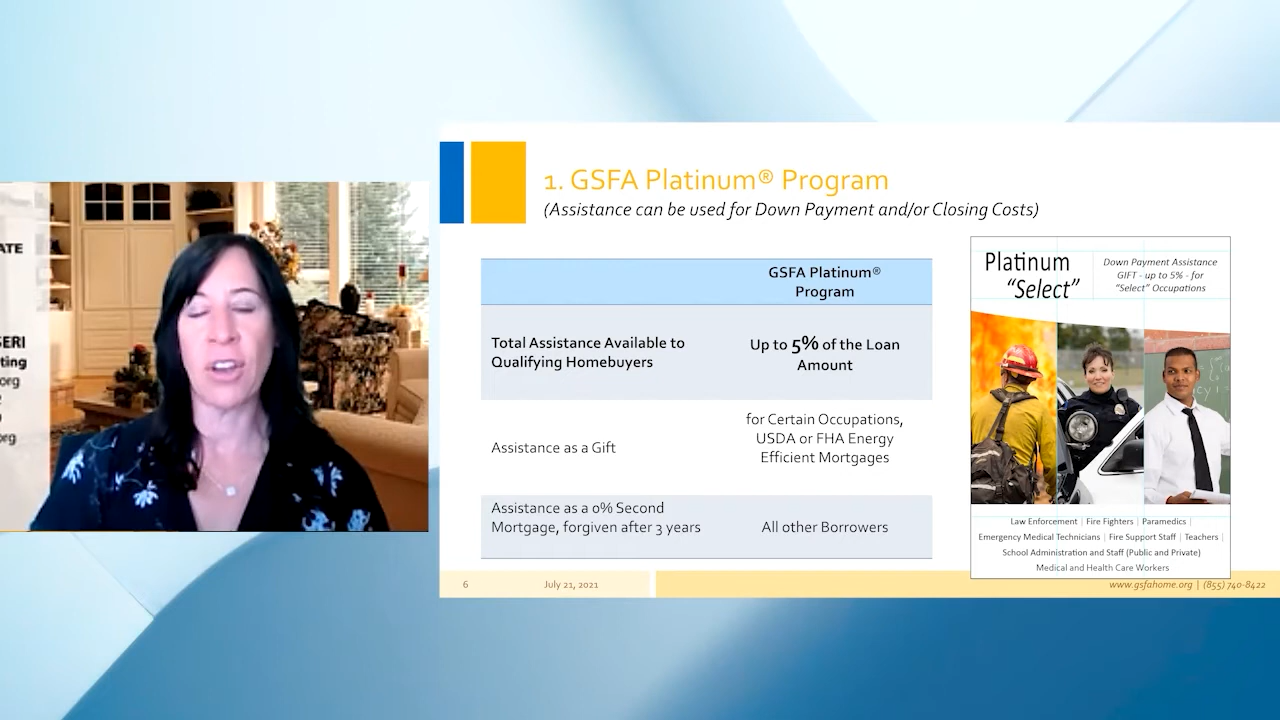 ATE
SERI
ting
org
org
1. GSFA Platinum® Program
(Assistance can be used for Down Payment and/or Closing Costs)
GSFA Platinum®
Program
Total Assistance Available to
Qualifying Homebuyers
Up to 5% of the Loan
Amount
Assistance as a Gift
for Certain Occupations,
USDA or FHA Energy
Efficient Mortgages
Assistance as a 0% Second
Mortgage, forgiven after 3 years
All other Borrowers
Platinum
"Select"
Down Payment Assistance
GIFT - up to 5% - for
"Select" Occupations
Law Enforcement | Fire Fighters | Paramedics |
Emergency Medical Technicians | Fire Support Staff | Teachers |
School Administration and Staff (Public and Private)
Medical and Health Care Workers
6
July 21, 2021
www.gsfahome.org | (855) 740-8422